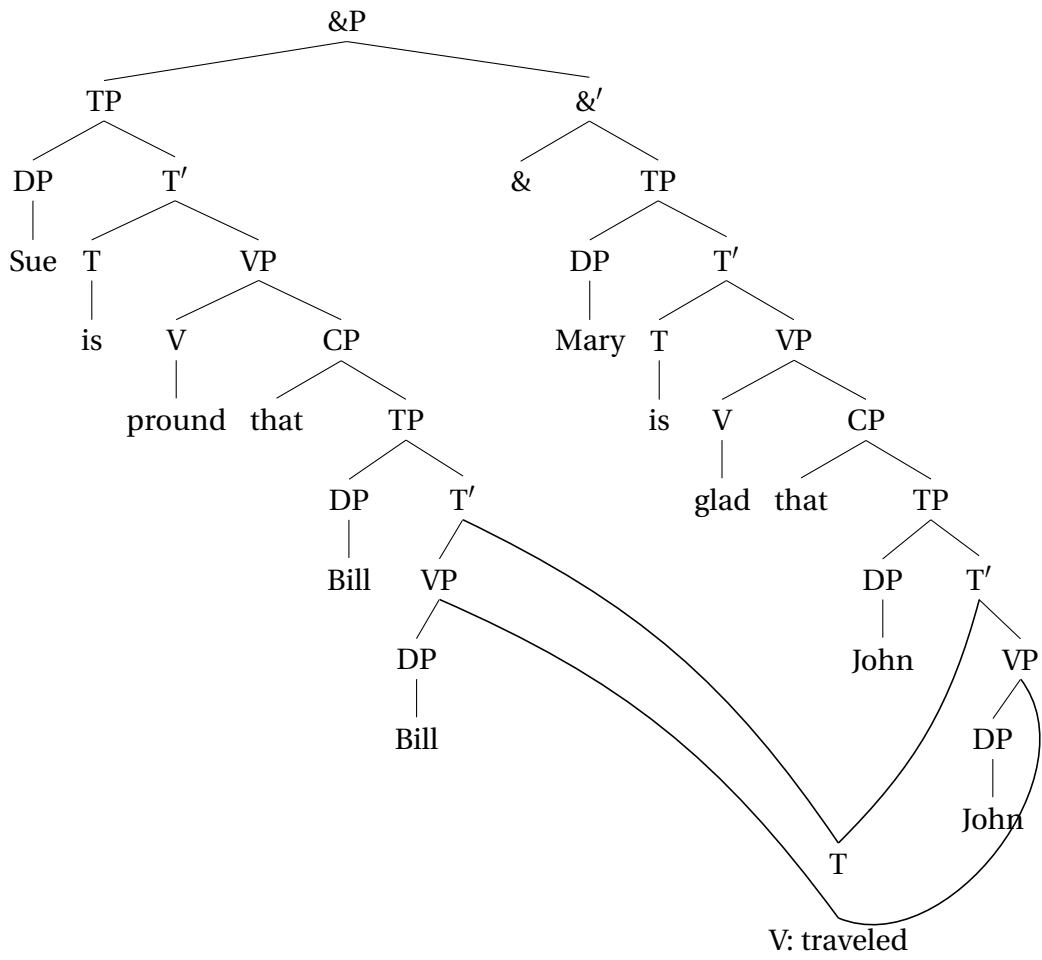 &P
TP &′
DP T′ & TP
Sue T VP DP T′
is V CP Mary T VP
pround that TP is V CP
DP T′ glad that TP
Bill VP DP T′
DP John VP
Bill DP
John
T
V: traveled